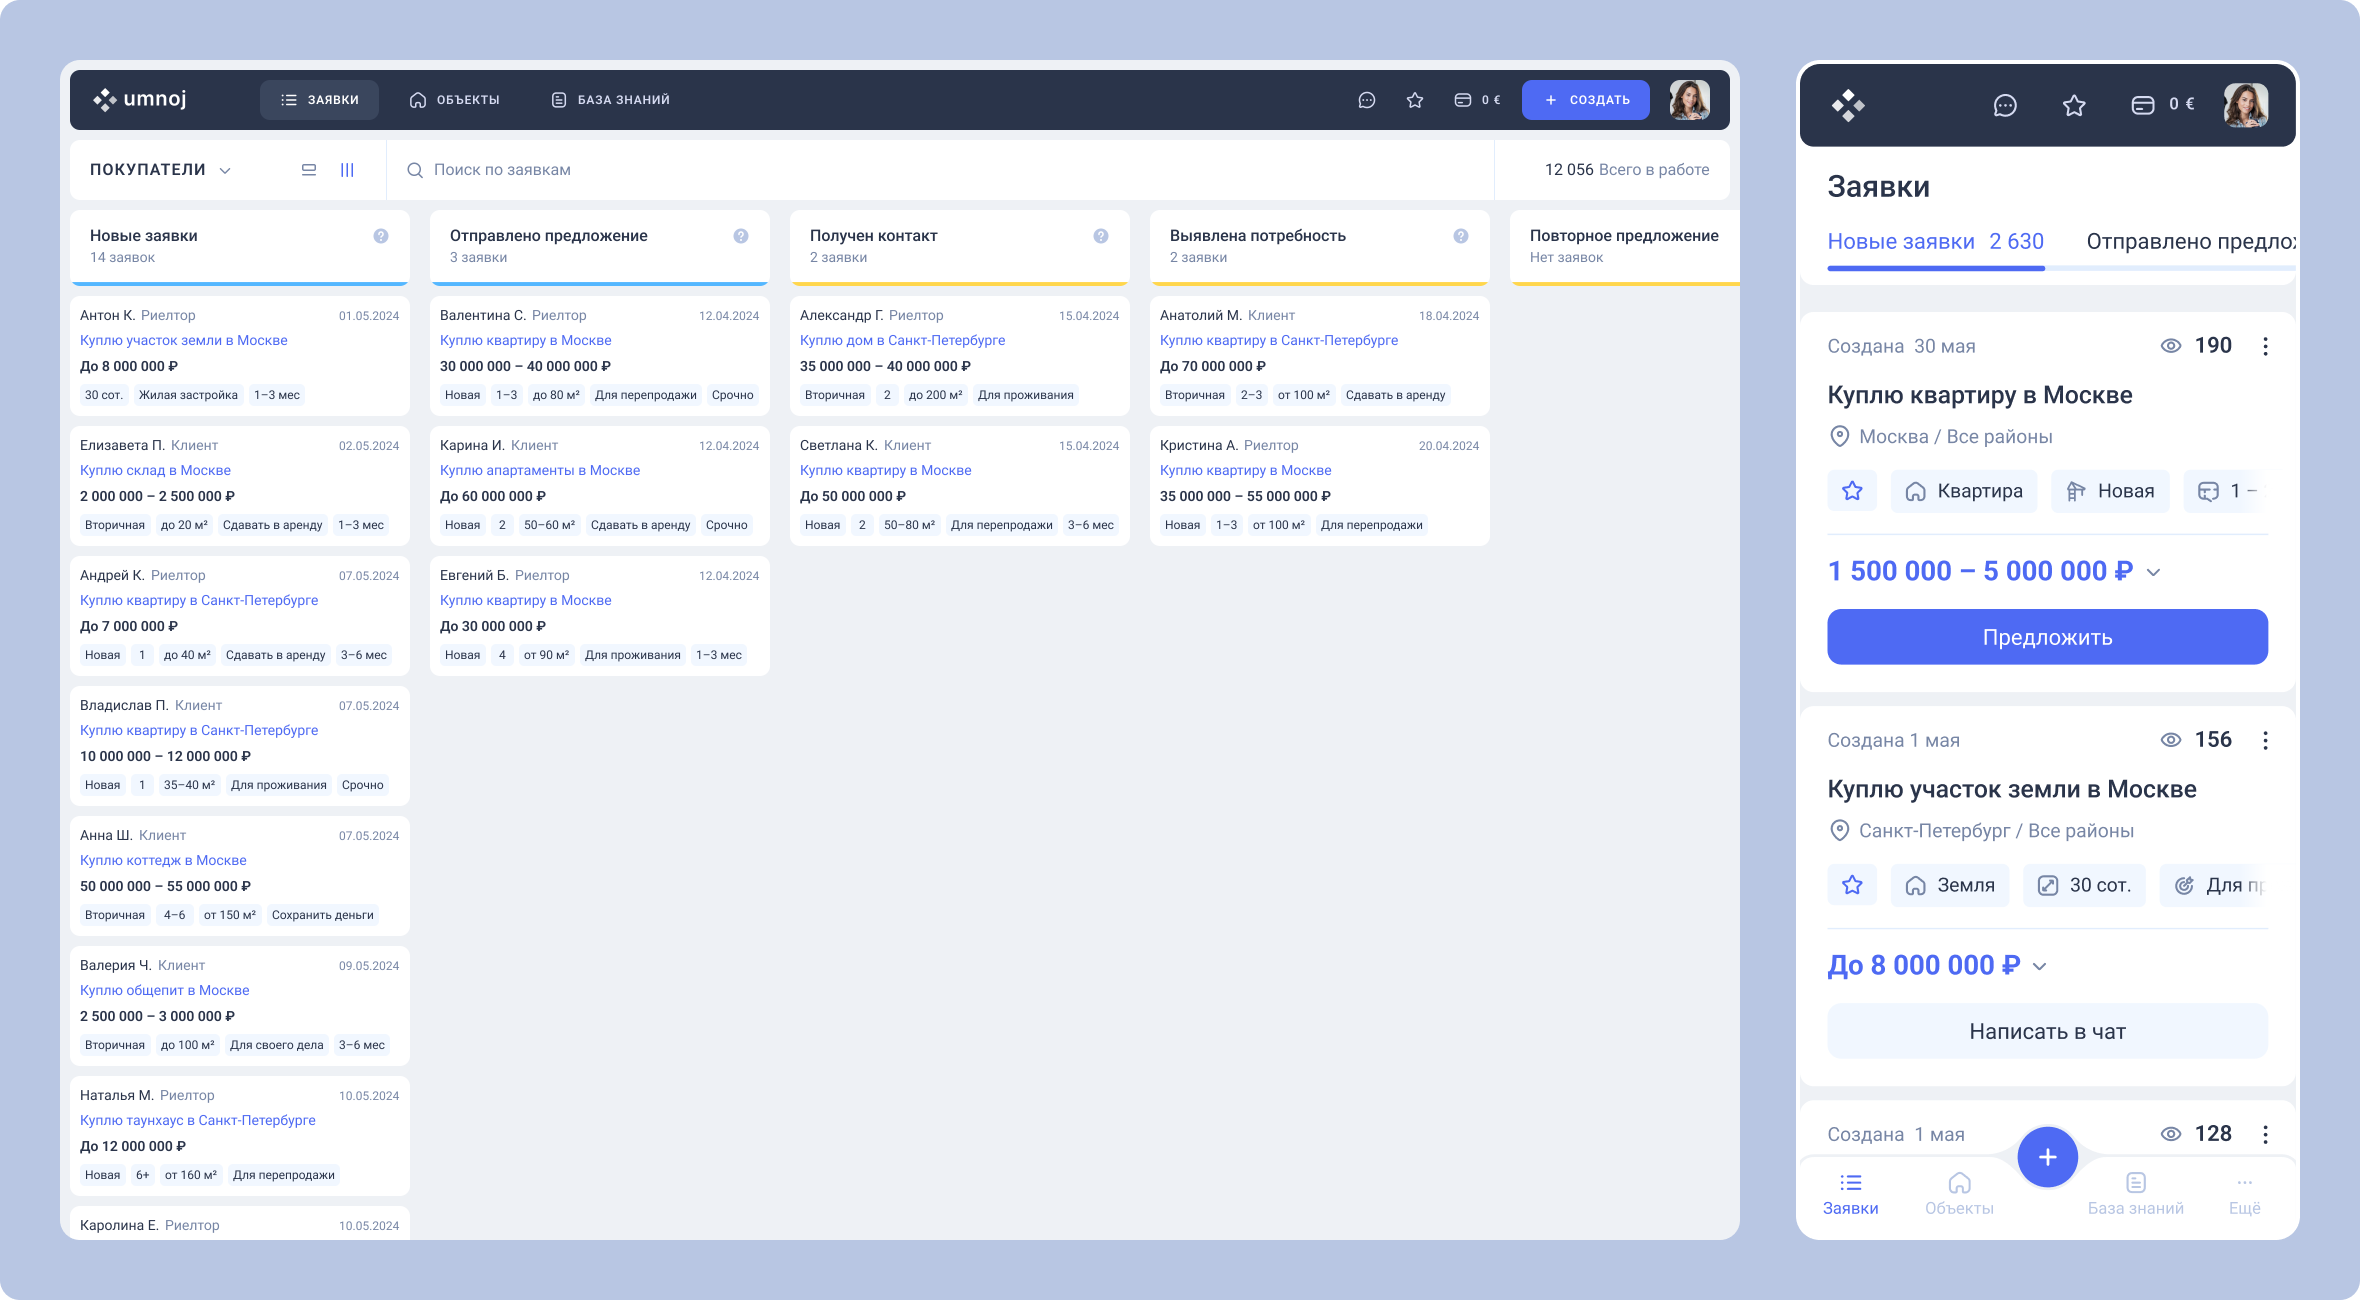 umnoj
ЗАЯВКИ
ОБЪЕКТЫ
БАЗА ЗНАНИЙ
0 €
+ СОЗДАТЬ
ПОКУПАТЕЛИ
Поиск по заявкам
12 056 Всего в работе
Новые заявки
14 заявок
Антон К. Риелтор 01.05.2024
Куплю участок земли в Москве
До 8 000 000 ₽
30 сот. Жилая застройка 1–3 мес
Елизавета П. Клиент 02.05.2024
Куплю склад в Москве
2 000 000 – 2 500 000 ₽
Вторичная до 20 м² Сдавать в аренду 1–3 мес
Андрей К. Риелтор 07.05.2024
Куплю квартиру в Санкт-Петербурге
До 7 000 000 ₽
Новая 1 до 40 м² Сдавать в аренду 3–6 мес
Владислав П. Клиент 07.05.2024
Куплю квартиру в Санкт-Петербурге
10 000 000 – 12 000 000 ₽
Новая 1 35–40 м² Для проживания Срочно
Анна Ш. Клиент 07.05.2024
Куплю коттедж в Москве
50 000 000 – 55 000 000 ₽
Вторичная 4–6 от 150 м² Сохранить деньги
Валерия Ч. Клиент 09.05.2024
Куплю общепит в Москве
2 500 000 – 3 000 000 ₽
Вторичная до 100 м² Для своего дела 3–6 мес
Наталья М. Риелтор 10.05.2024
Куплю таунхаус в Санкт-Петербурге
До 12 000 000 ₽
Новая 6+ от 160 м² Для перепродажи
Каролина Е. Риелтор 10.05.2024
Отправлено предложение
3 заявки
Валентина С. Риелтор 12.04.2024
Куплю квартиру в Москве
30 000 000 – 40 000 000 ₽
Новая 1–3 до 80 м² Для перепродажи Срочно
Карина И. Клиент 12.04.2024
Куплю апартаменты в Москве
До 60 000 000 ₽
Новая 2 50–60 м² Сдавать в аренду Срочно
Евгений Б. Риелтор 12.04.2024
Куплю квартиру в Москве
До 30 000 000 ₽
Новая 4 от 90 м² Для проживания 1–3 мес
Получен контакт
2 заявки
Александр Г. Риелтор 15.04.2024
Куплю дом в Санкт-Петербурге
35 000 000 – 40 000 000 ₽
Вторичная 2 до 200 м² Для проживания
Светлана К. Клиент 15.04.2024
Куплю квартиру в Москве
До 50 000 000 ₽
Новая 2 50–80 м² Для перепродажи 3–6 мес
Выявлена потребность
2 заявки
Анатолий М. Клиент 18.04.2024
Куплю квартиру в Санкт-Петербурге
До 70 000 000 ₽
Вторичная 2–3 от 100 м² Сдавать в аренду
Кристина А. Риелтор 20.04.2024
Куплю квартиру в Москве
35 000 000 – 55 000 000 ₽
Новая 1–3 от 100 м² Для перепродажи
Повторное предложение
Нет заявок
0 €
Заявки
Новые заявки 2 630 Отправлено предло
Создана 30 мая 190
Куплю квартиру в Москве
Москва / Все районы
Квартира Новая 1 –
1 500 000 – 5 000 000 ₽
Предложить
Создана 1 мая 156
Куплю участок земли в Москве
Санкт-Петербург / Все районы
Земля 30 сот. Для пр
До 8 000 000 ₽
Написать в чат
Создана 1 мая 128
+
Заявки Объекты База знаний Ещё